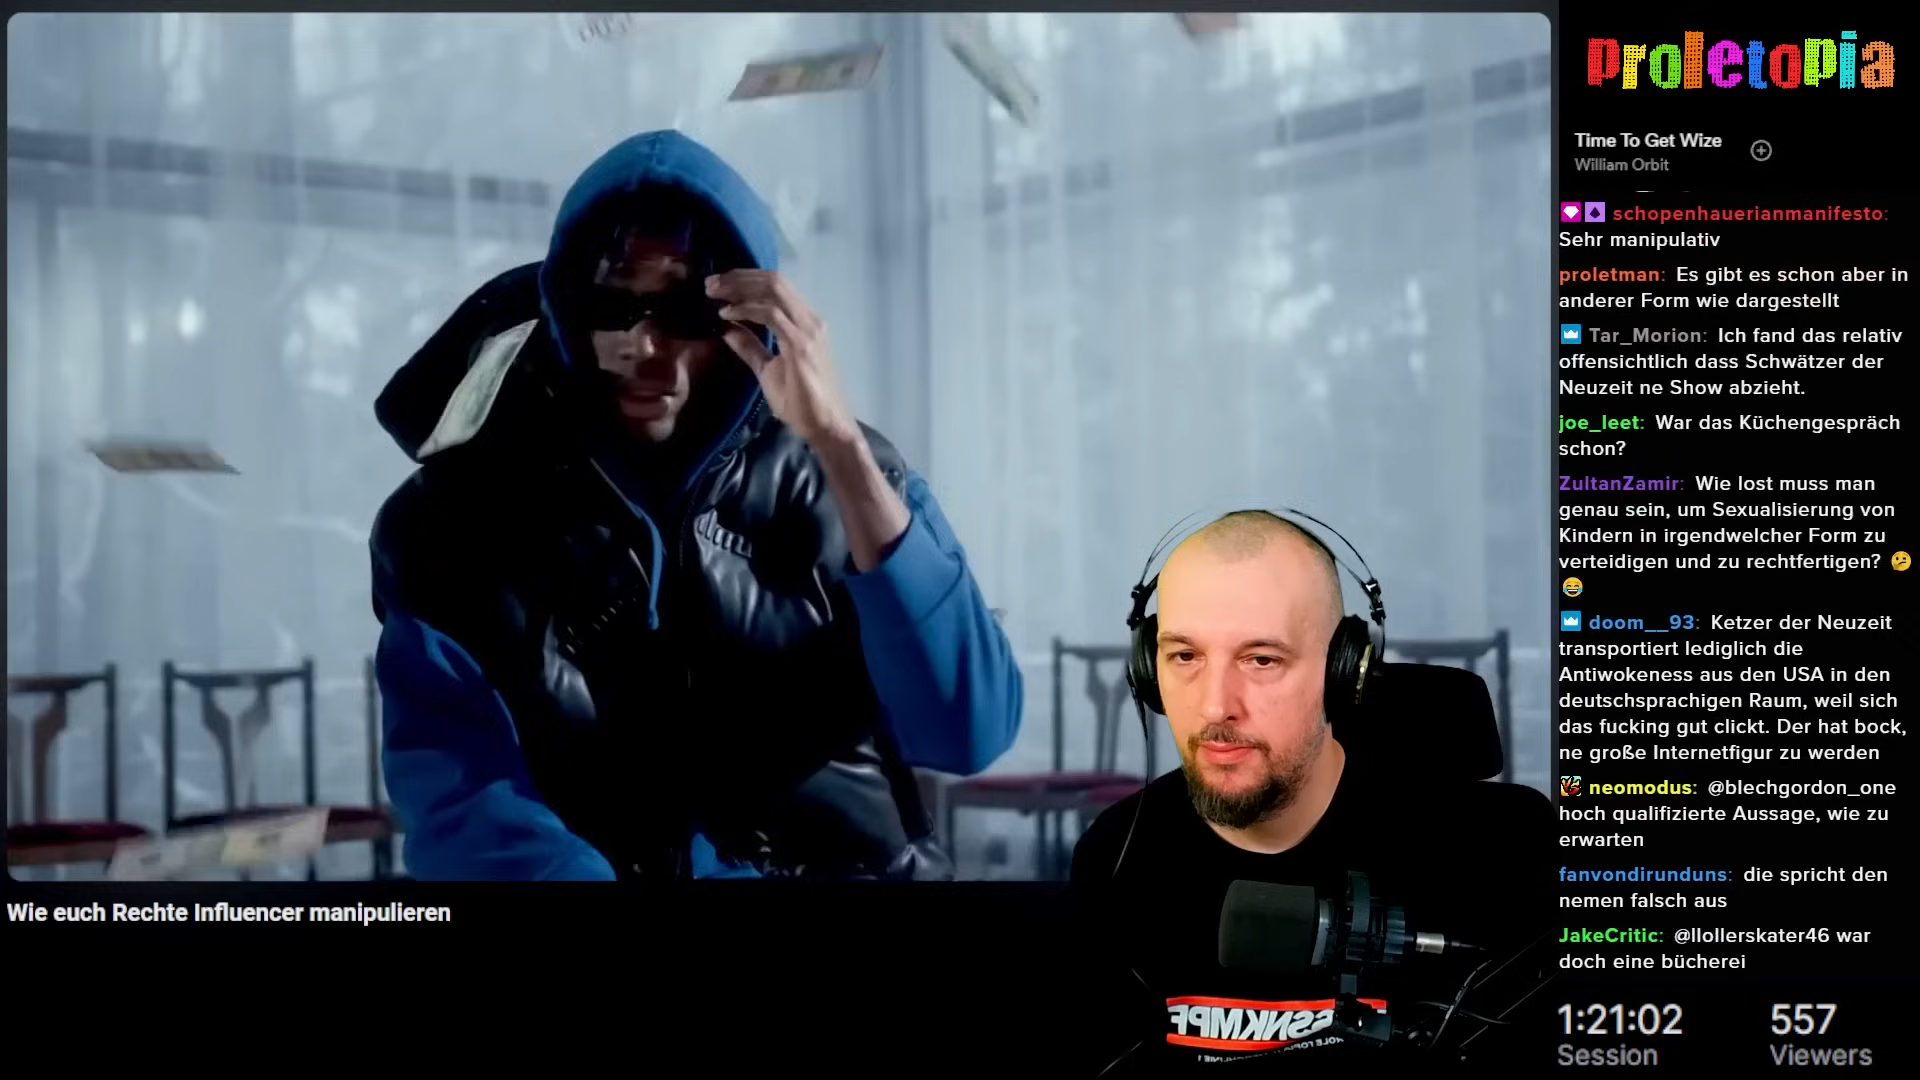 Proletopia
Time To Get Wize
William Orbit
schopenhauerianmanifesto:
Sehr manipulativ
proletman: Es gibt es schon aber in
anderer Form wie dargestellt
Tar_Morion: Ich fand das relativ
offensichtlich dass Schwätzer der
Neuzeit ne Show abzieht.
joe_leet: War das Küchengespräch
schon?
ZultanZamir: Wie lost muss man
genau sein, um Sexualisierung von
Kindern in irgendwelcher Form zu
verteidigen und zu rechtfertigen? 🤔
😂
doom__93: Ketzer der Neuzeit
transportiert lediglich die
Antiwokeness aus den USA in den
deutschsprachigen Raum, weil sich
das fucking gut clickt. Der hat bock,
ne große Internetfigur zu werden
neomodus: @blechgordon_one
hoch qualifizierte Aussage, wie zu
erwarten
fanvondirunduns: die spricht den
nemen falsch aus
JakeCritic: @llollerskater46 war
doch eine bücherei
1:21:02
Session
557
Viewers
Wie euch Rechte Influencer manipulieren